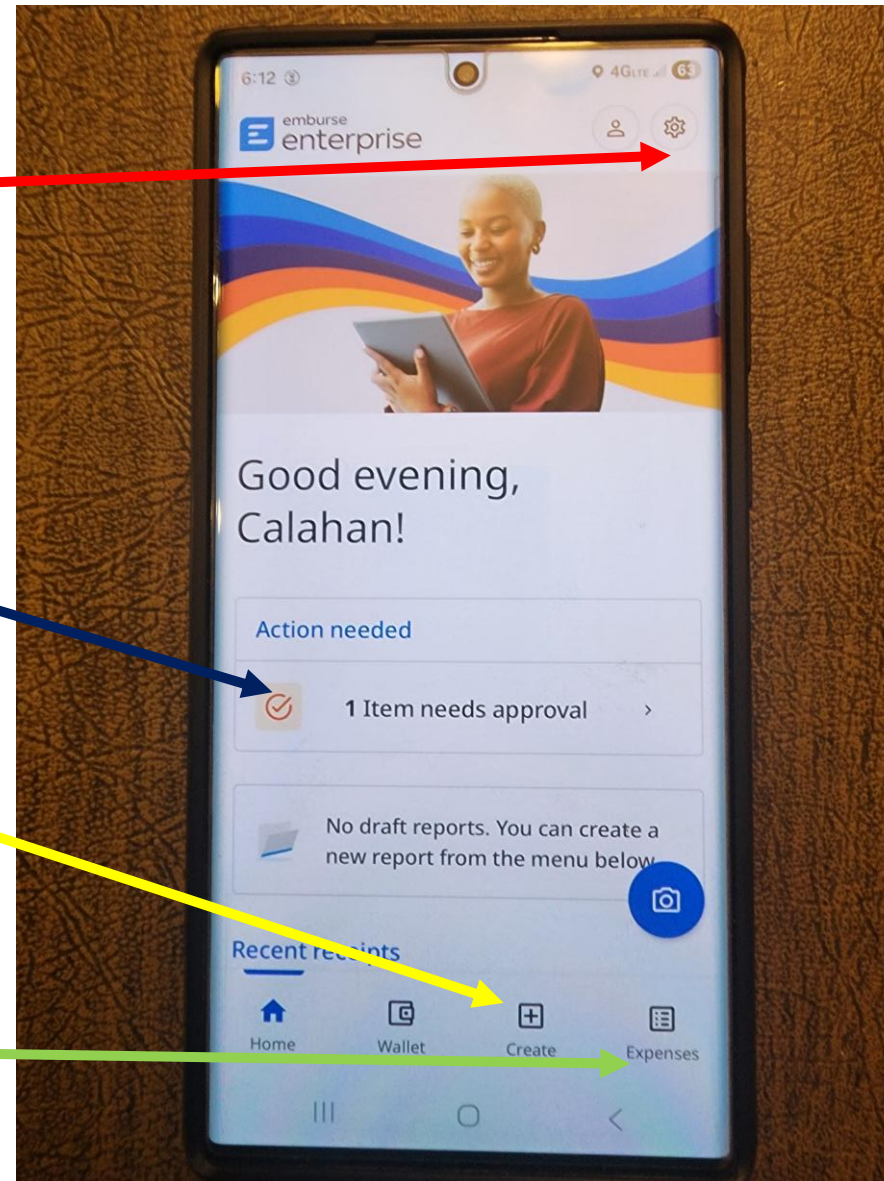 6:12
4G LTE 63
emburse
enterprise
Good evening,
Calahan!
Action needed
1 Item needs approval
No draft reports. You can create a
new report from the menu below
Recent receipts
Home Wallet Create Expenses